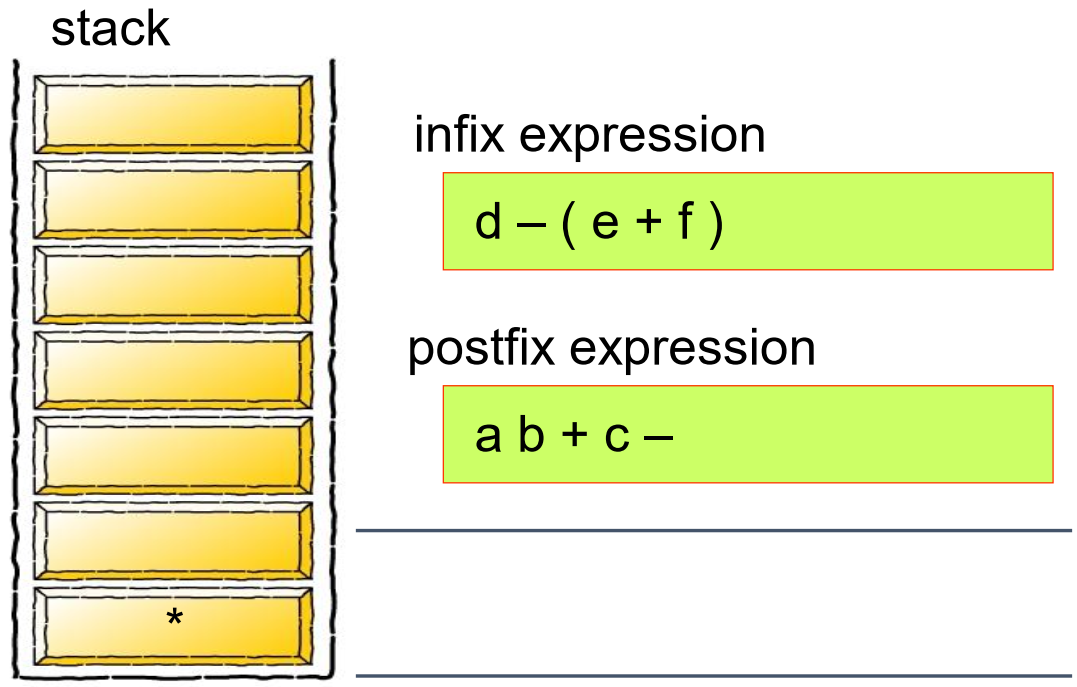 stack
infix expression
d – ( e + f )
postfix expression
a b + c –
*